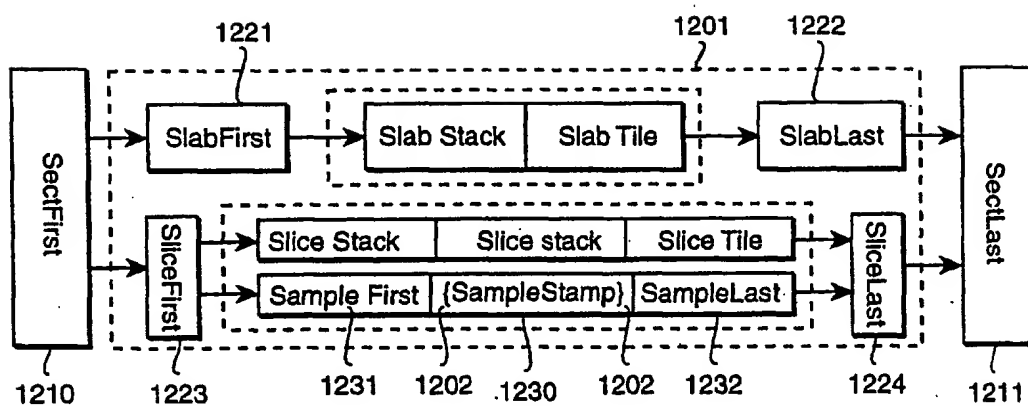 1221
1201
1222
SectFirst
SlabFirst
Slab Stack
Slab Tile
SlabLast
SectLast
SliceFirst
Slice Stack
Slice stack
Slice Tile
SliceLast
Sample First
{SampleStamp}
SampleLast
1210
1223
1231
1202
.1230
1202
1232
1224
1211